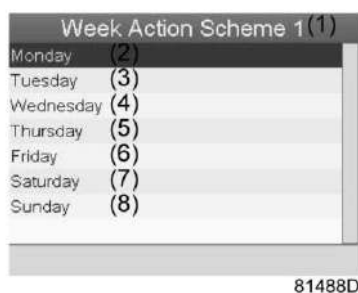 Week Action Scheme 1(1)
Monday (2)
Tuesday (3)
Wednesday (4)
Thursday (5)
Friday (6)
Saturday (7)
Sunday (8)
81488D